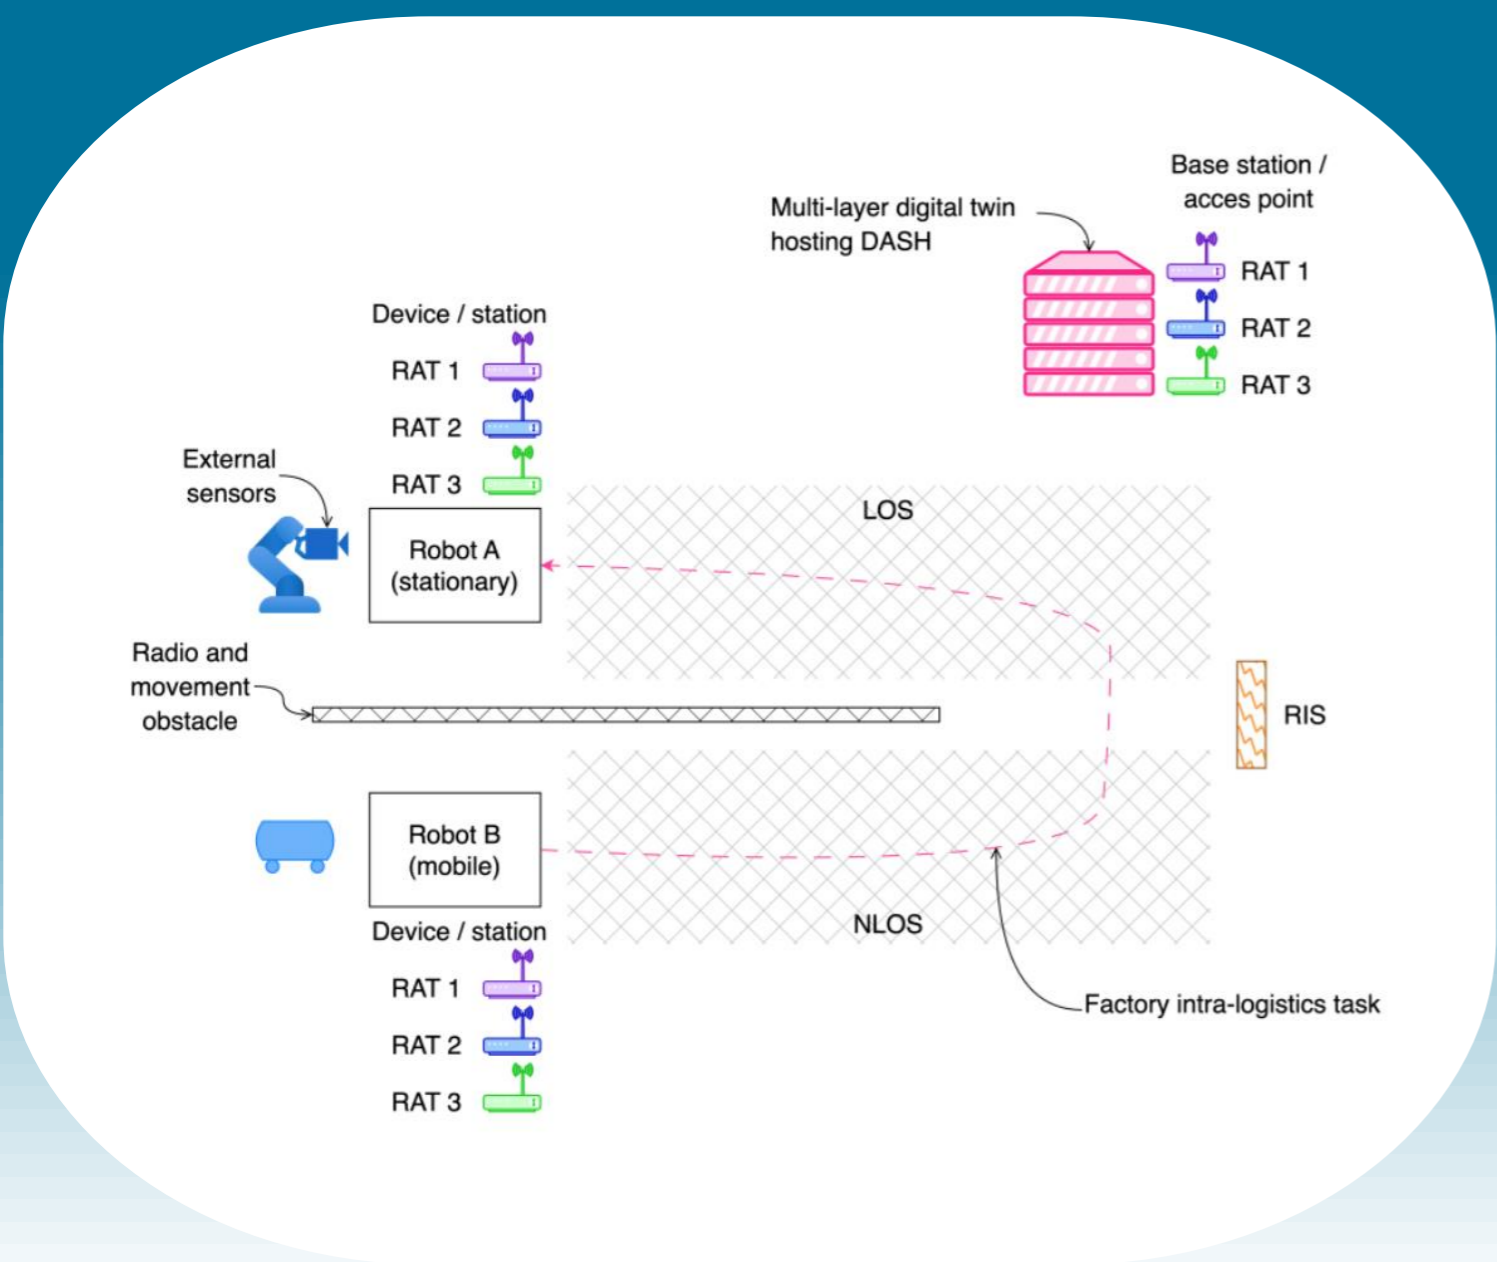 Base station /
acces point
Multi-layer digital twin
hosting DASH
RAT 1
RAT 2
RAT 3
Device / station
RAT 1
RAT 2
RAT 3
External
sensors
LOS
Robot A
(stationary)
Radio and
movement
obstacle
RIS
Robot B
(mobile)
NLOS
Device / station
RAT 1
RAT 2
RAT 3
Factory intra-logistics task